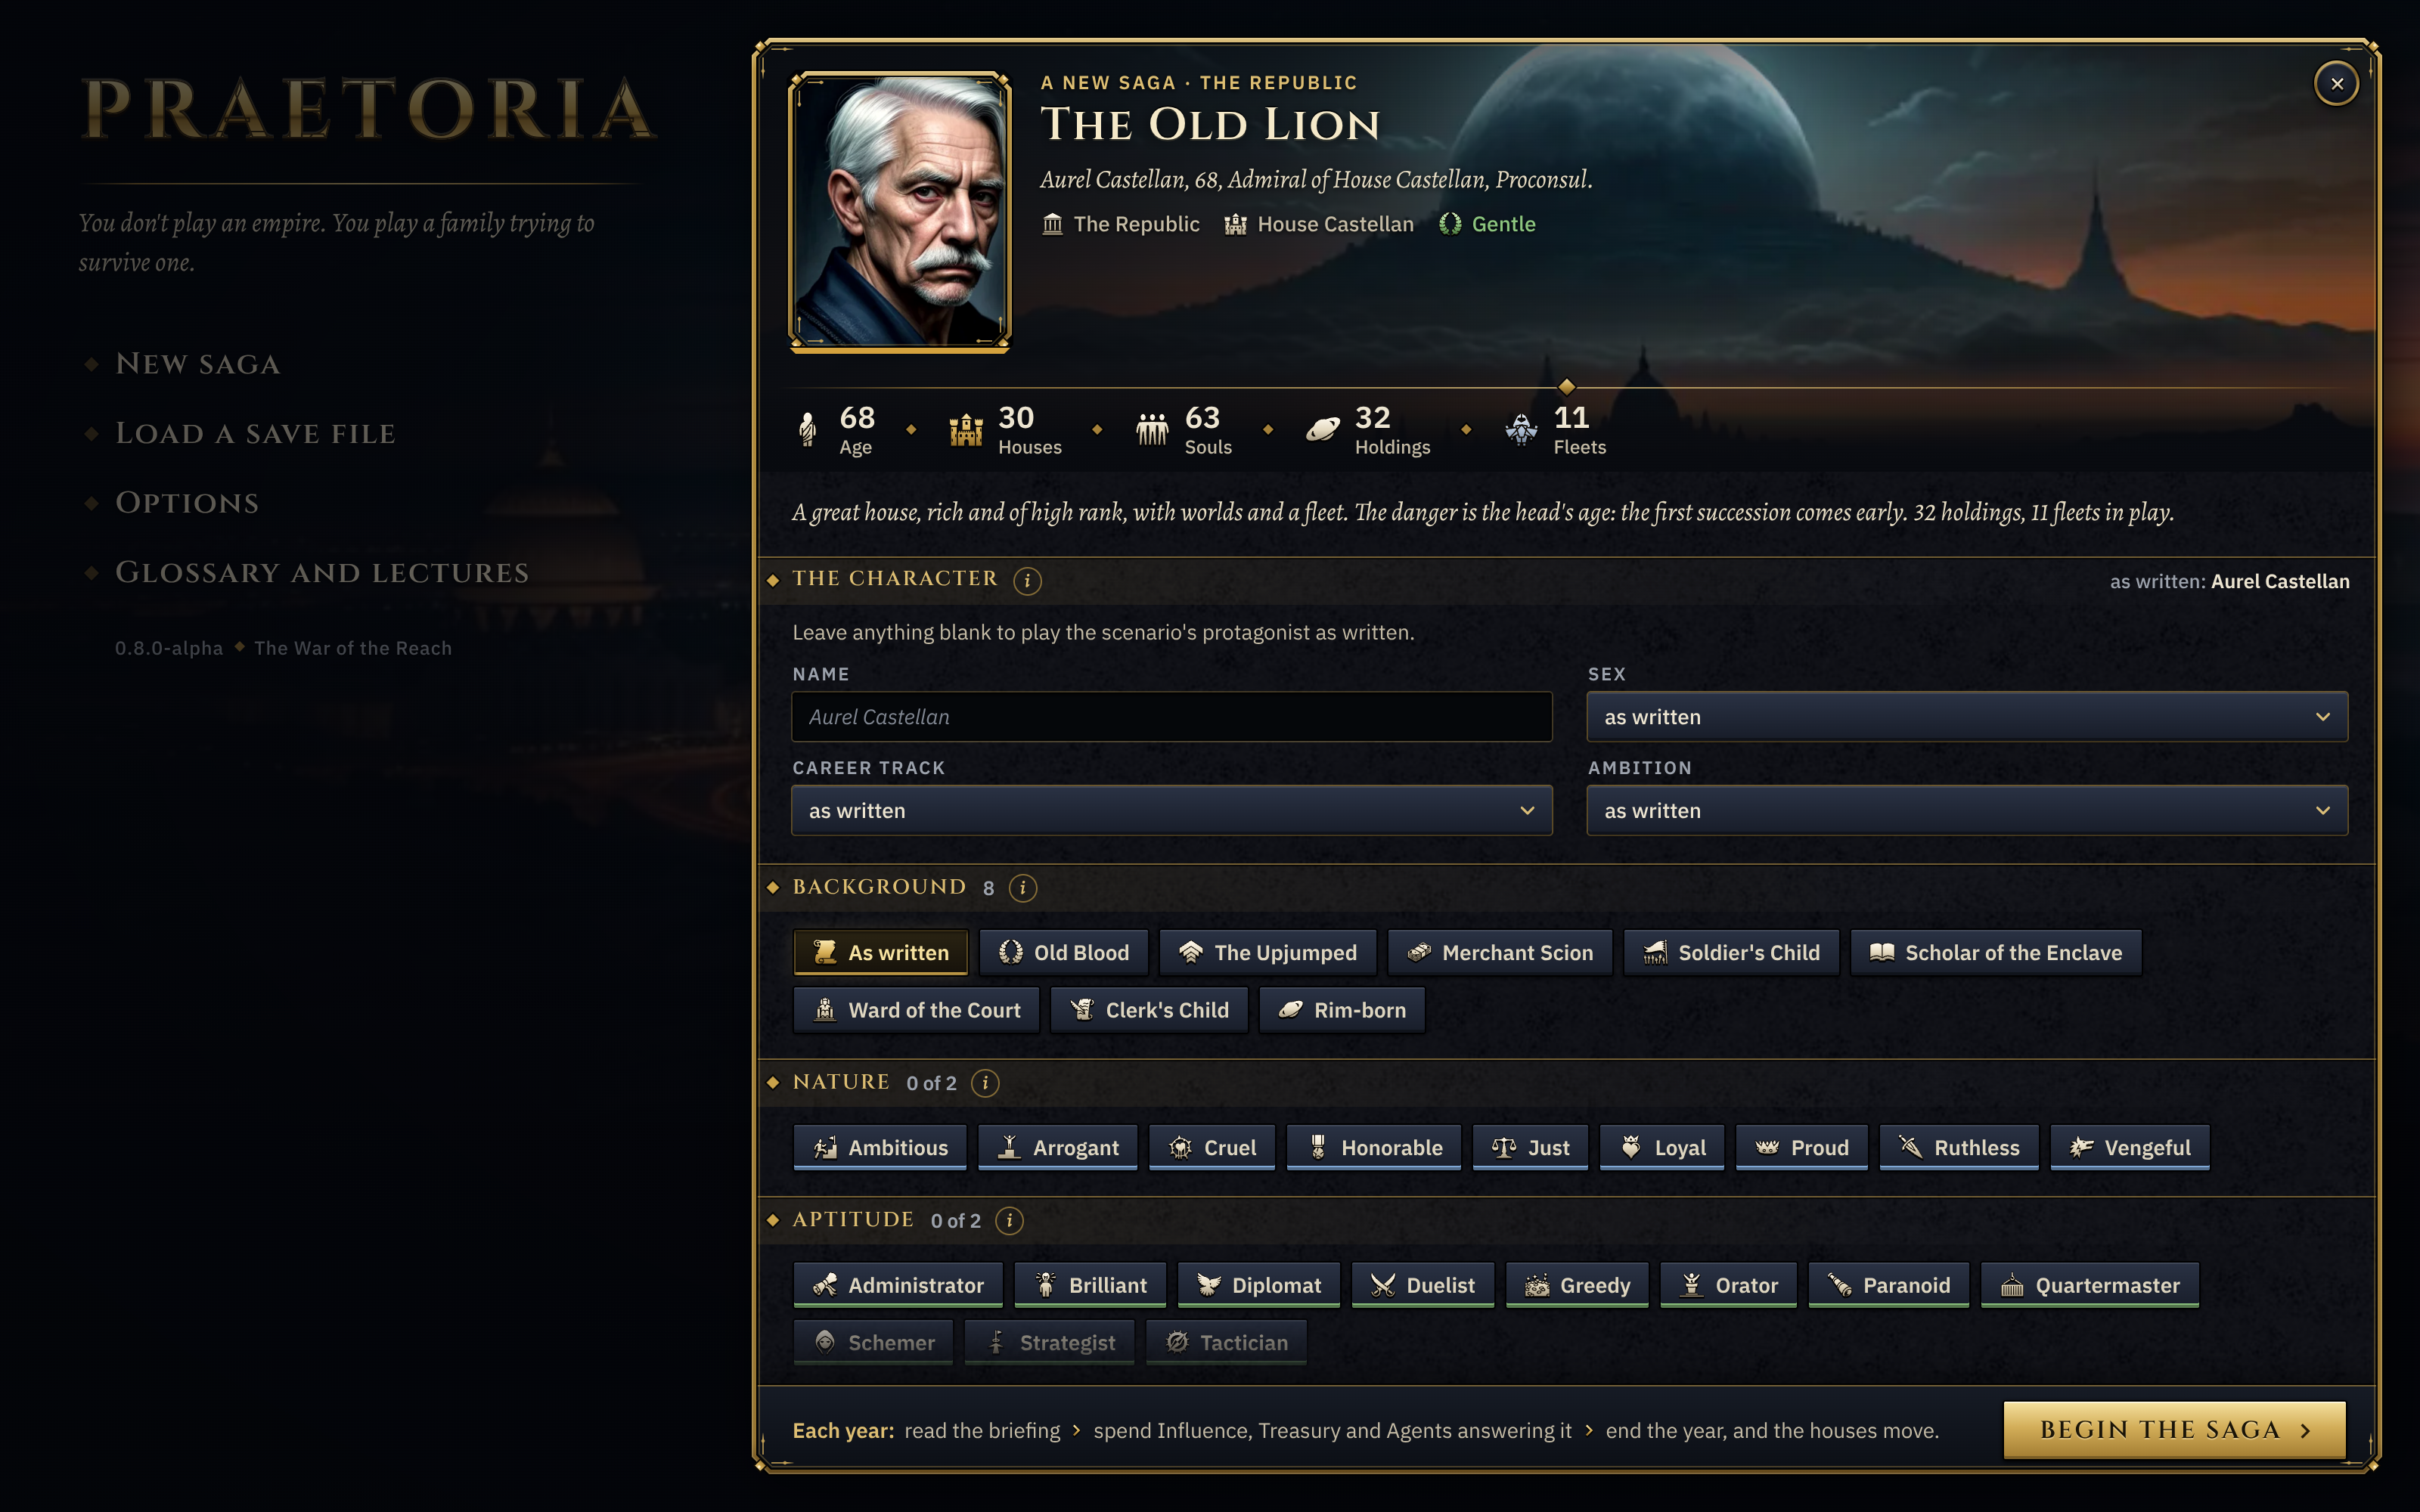 PRAETORIA
You don't play an empire. You play a family trying to
survive one.
New saga
Load a save file
Options
Glossary and lectures
0.8.0-alpha ◆ The War of the Reach
A NEW SAGA · THE REPUBLIC
The Old Lion
Aurel Castellan, 68, Admiral of House Castellan, Proconsul.
The Republic House Castellan Gentle
68 Age
30 Houses
63 Souls
32 Holdings
11 Fleets
A great house, rich and of high rank, with worlds and a fleet. The danger is the head's age: the first succession comes early. 32 holdings, 11 fleets in play.
THE CHARACTER i as written: Aurel Castellan
Leave anything blank to play the scenario's protagonist as written.
NAME
Aurel Castellan
SEX
as written
CAREER TRACK
as written
AMBITION
as written
BACKGROUND 8 i
As written Old Blood The Upjumped Merchant Scion Soldier's Child Scholar of the Enclave
Ward of the Court Clerk's Child Rim-born
NATURE 0 of 2 i
Ambitious Arrogant Cruel Honorable Just Loyal Proud Ruthless Vengeful
APTITUDE 0 of 2 i
Administrator Brilliant Diplomat Duelist Greedy Orator Paranoid Quartermaster
Schemer Strategist Tactician
Each year: read the briefing > spend Influence, Treasury and Agents answering it > end the year, and the houses move.
BEGIN THE SAGA >